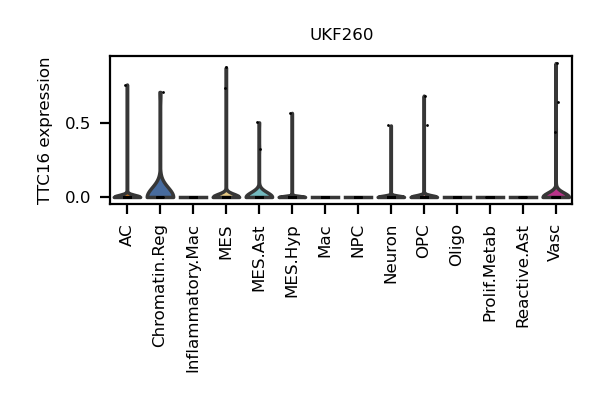 UKF260
TTC16 expression
0.5
0.0
AC
Chromatin.Reg
Inflammatory.Mac
MES
MES.Ast
MES.Hyp
Mac
NPC
Neuron
OPC
Oligo
Prolif.Metab
Reactive.Ast
Vasc